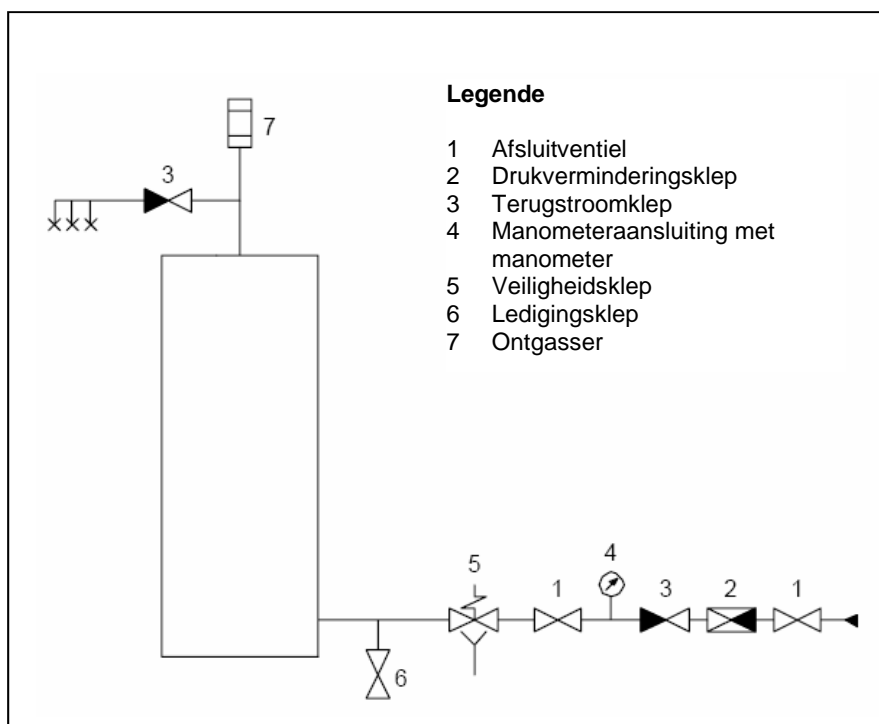 Legende
1 Afsluitventiel
2 Drukverminderingsklep
3 Terugstroomklep
4 Manometeraansluiting met
manometer
5 Veiligheidsklep
6 Ledigingsklep
7 Ontgasser
7
3
5
1
4
3
2
1
6